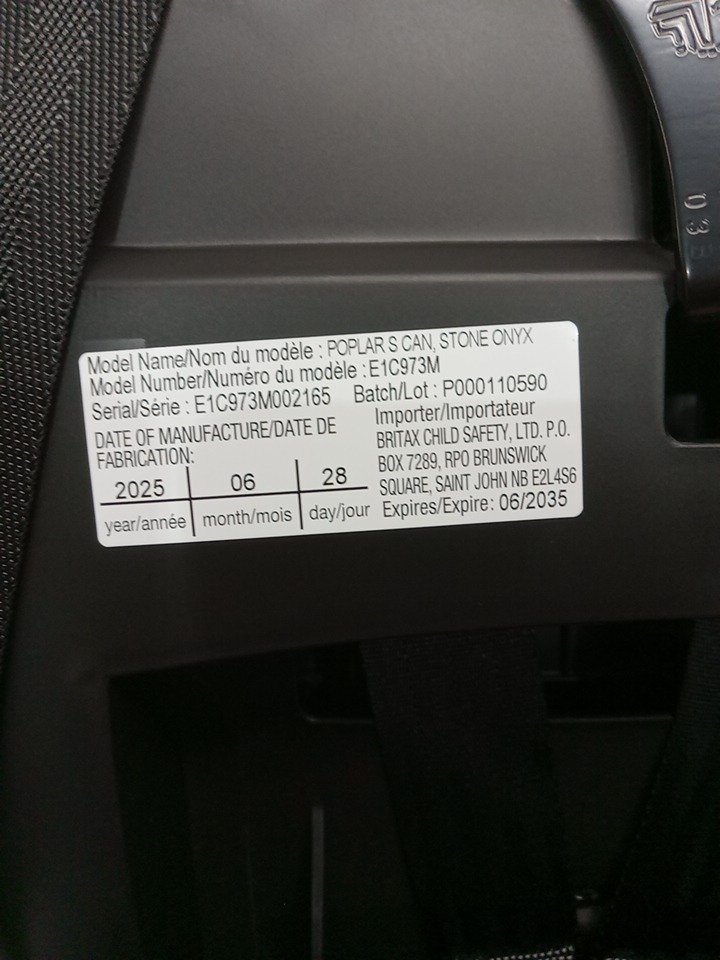 Model Name/Nom du modèle : POPLAR S CAN, STONE ONYX
Model Number/Numéro du modèle : E1C973M
Serial/Série : E1C973M002165 Batch/Lot : P000110590
DATE OF MANUFACTURE/DATE DE
FABRICATION:
2025 06 28
year/année month/mois day/jour
Importer/Importateur
BRITAX CHILD SAFETY, LTD. P.O.
BOX 7289, RPO BRUNSWICK
SQUARE, SAINT JOHN NB E2L4S6
Expires/Expire: 06/2035